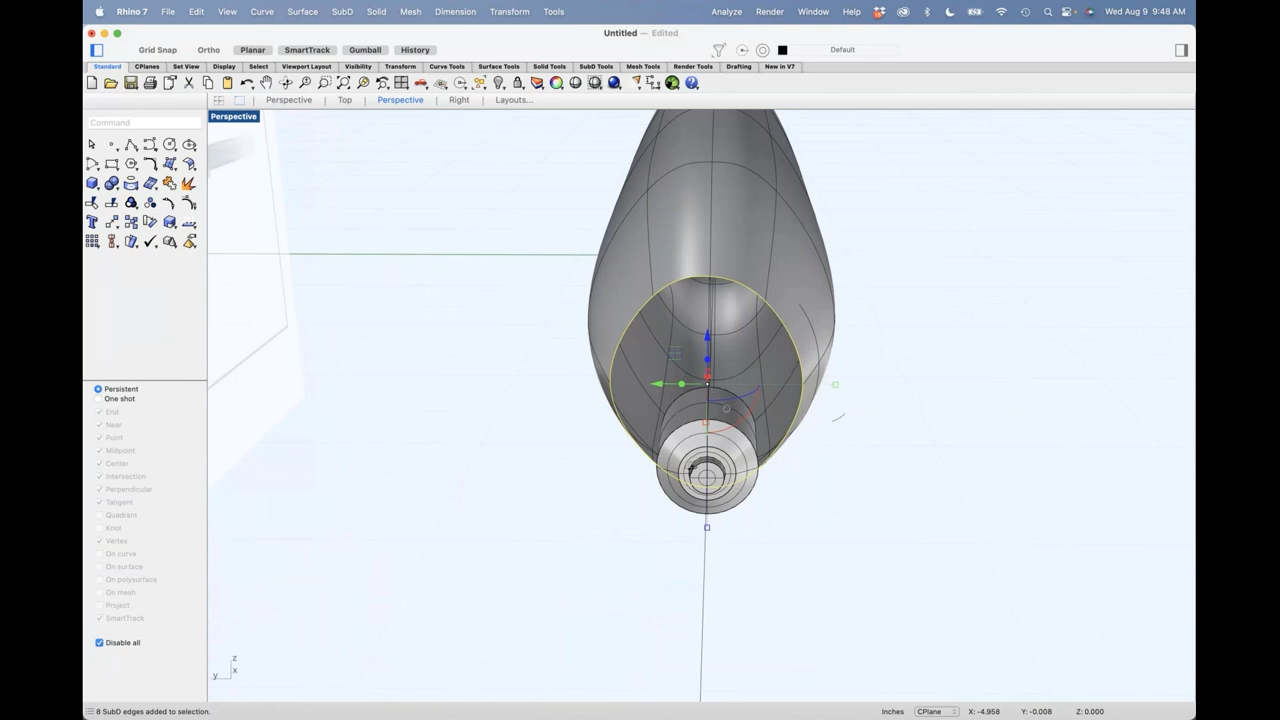 Rhino 7 File Edit View Curve Surface SubD Solid Mesh Dimension Transform Tools Analyze Render Window Help Wed Aug 9 9:48 AM
Untitled — Edited
Grid Snap Ortho Planar SmartTrack Gumball History Default
Standard CPlanes Set View Display Select Viewport Layout Visibility Transform Curve Tools Surface Tools Solid Tools SubD Tools Mesh Tools Render Tools Drafting New in V7
Perspective Top Perspective Right Layouts...
Perspective
Command
Persistent
One shot
End
Near
Point
Midpoint
Center
Intersection
Perpendicular
Tangent
Quadrant
Knot
Vertex
On curve
On surface
On polysurface
On mesh
Project
SmartTrack
Disable all
z
x
y
8 SubD edges added to selection. Inches CPlane X: -4.958 Y: -0.008 Z: 0.000